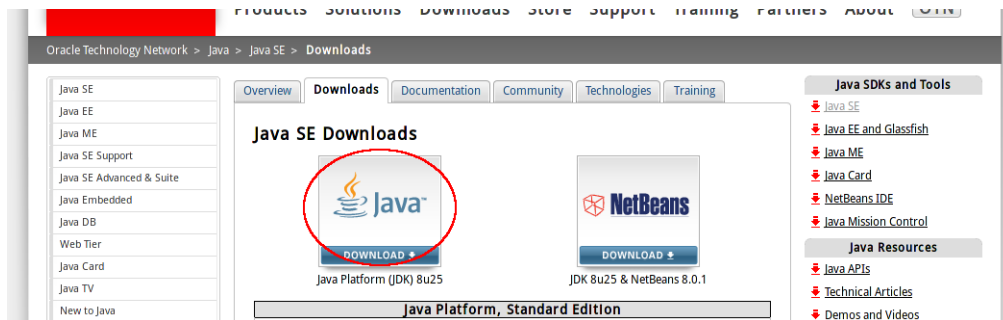 Products Solutions Downloads Store Support Training Partners About OTN
Oracle Technology Network > Java > Java SE > Downloads
Java SE
Java EE
Java ME
Java SE Support
Java SE Advanced & Suite
Java Embedded
Java DB
Web Tier
Java Card
Java TV
New to Java
Overview Downloads Documentation Community Technologies Training
Java SE Downloads
Java™
DOWNLOAD
Java Platform (JDK) 8u25
NetBeans
DOWNLOAD
JDK 8u25 & NetBeans 8.0.1
Java Platform, Standard Edition
Java SDKs and Tools
Java SE
Java EE and Glassfish
Java ME
Java Card
NetBeans IDE
Java Mission Control
Java Resources
Java APIs
Technical Articles
Demos and Videos